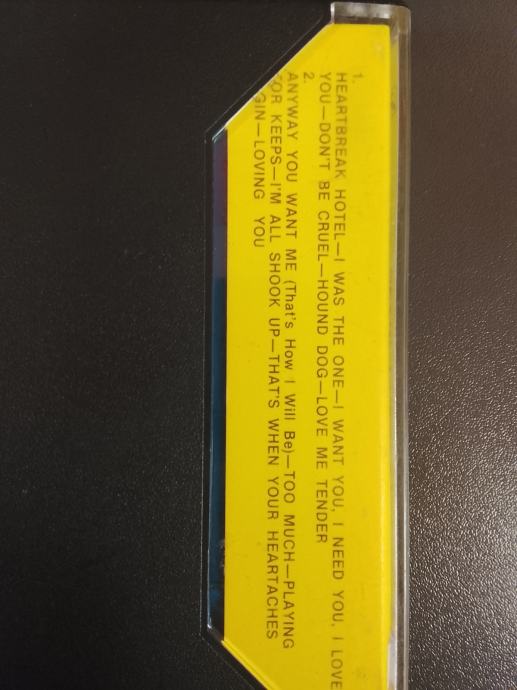 1.
HEARTBREAK HOTEL—I WAS THE ONE—I WANT YOU, I NEED YOU, I LOVE
YOU—DON'T BE CRUEL—HOUND DOG—LOVE ME TENDER
2.
ANYWAY YOU WANT ME (That's How I Will Be)—TOO MUCH—PLAYING
OR KEEPS—I'M ALL SHOOK UP—THAT'S WHEN YOUR HEARTACHES
GIN—LOVING YOU